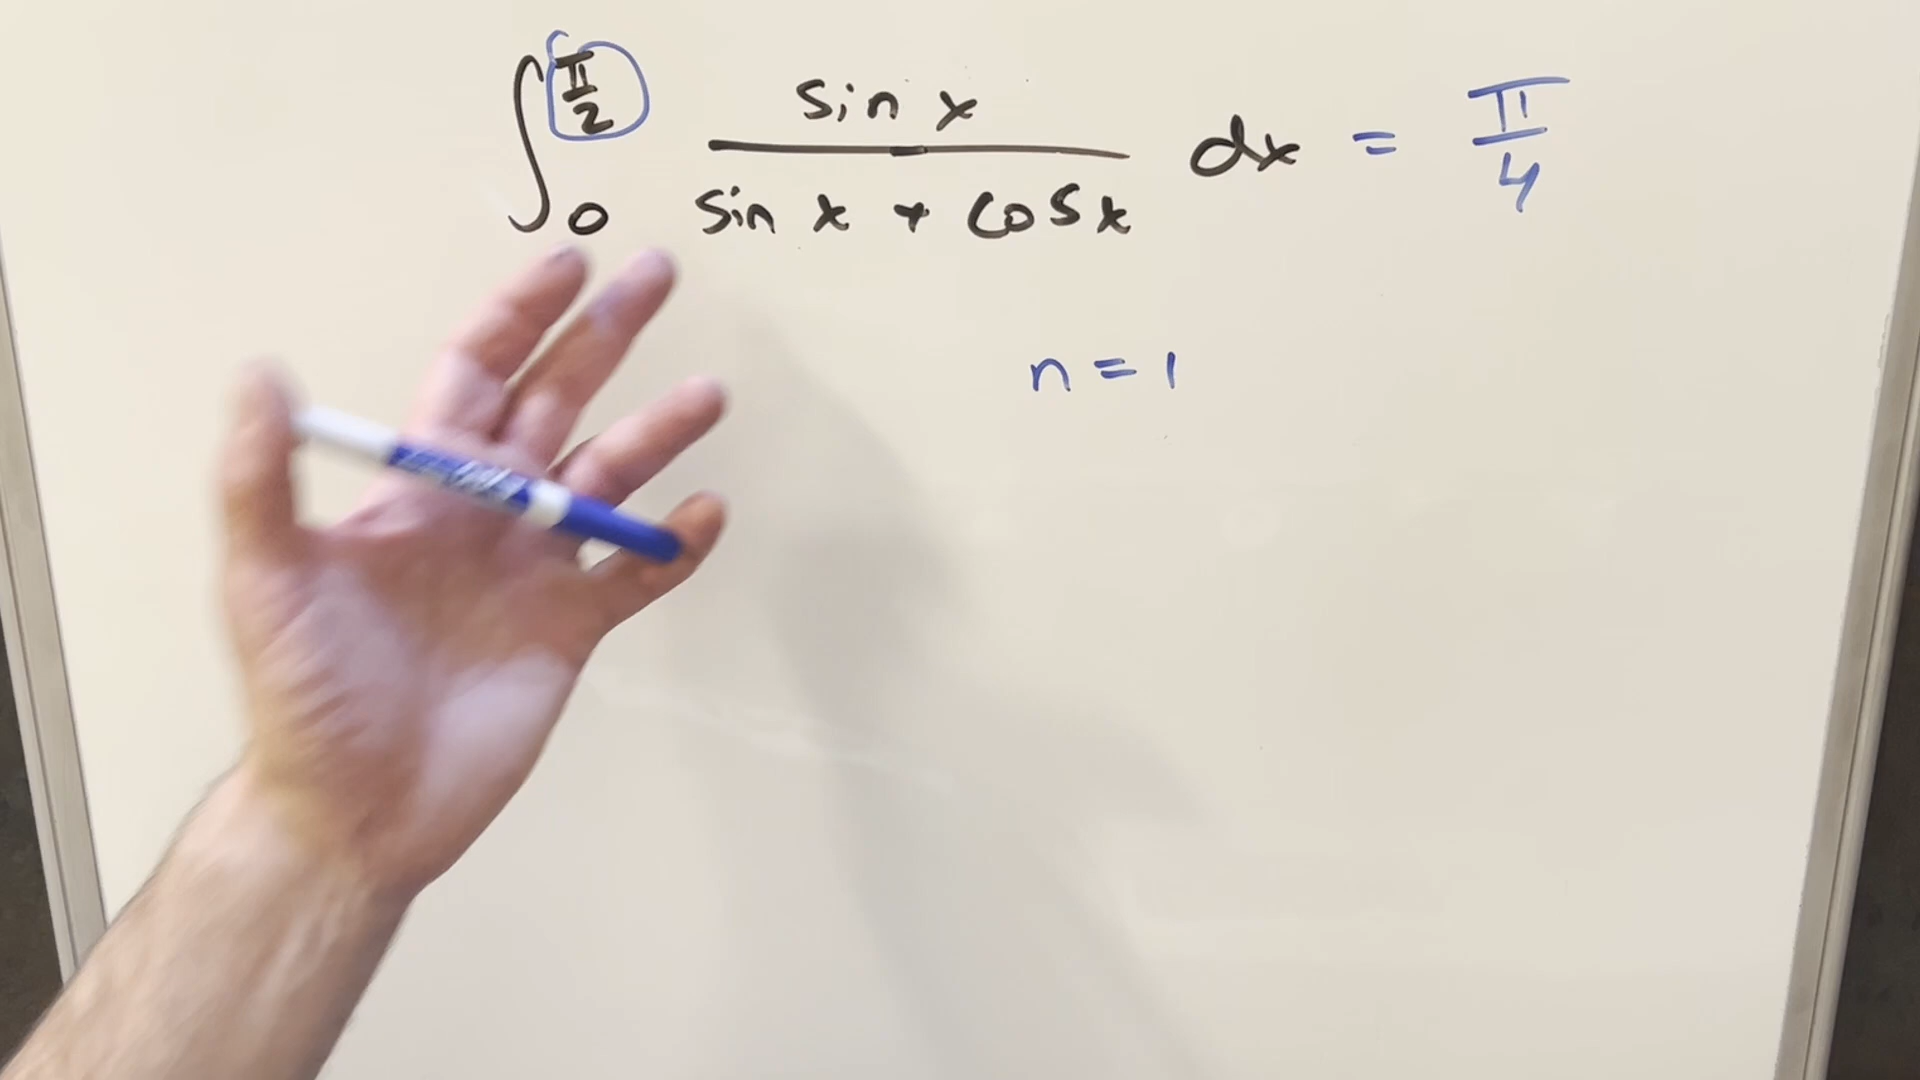 ∫₀^(π/2) sin x / (sin x + cos x) dx = π/4
n = 1